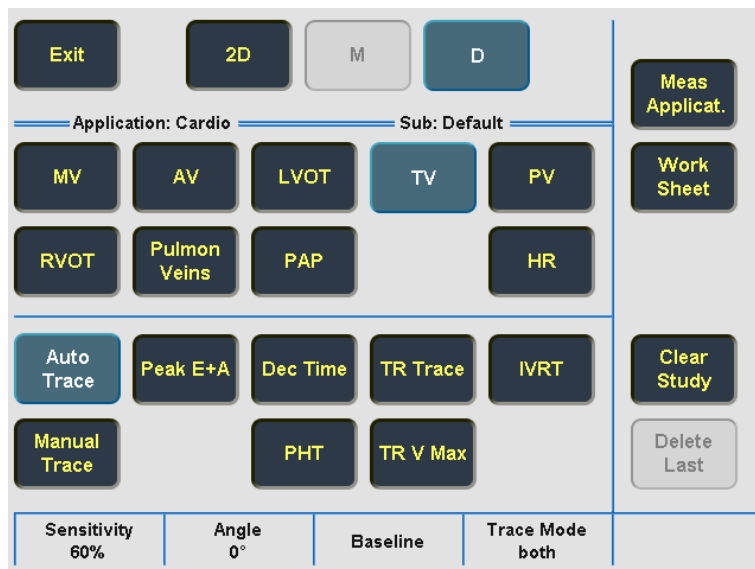 Exit
2D
M
D
Meas
Applicat.
Application: Cardio
Sub: Default
MV
AV
LVOT
TV
PV
Work
Sheet
RVOT
Pulmon
Veins
PAP
HR
Auto
Trace
Peak E+A
Dec Time
TR Trace
IVRT
Clear
Study
Manual
Trace
PHT
TR V Max
Delete
Last
Sensitivity
60%
Angle
0°
Baseline
Trace Mode
both